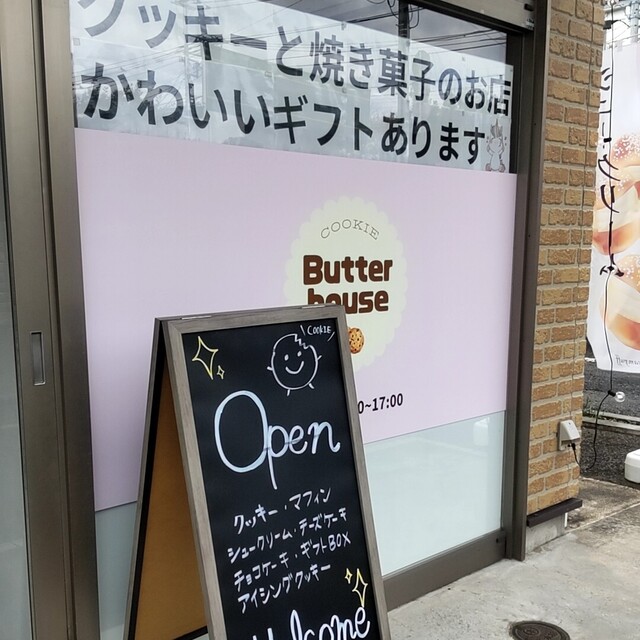 クッキーと焼き菓子のお店
かわいいギフトあります
COOKIE
Butter
house
0~17:00
COOKIE
Open
クッキー・マフィン
シュークリーム・チーズケーキ
チョコケーキ・ギフトBOX
アイシングクッキー
Welcome